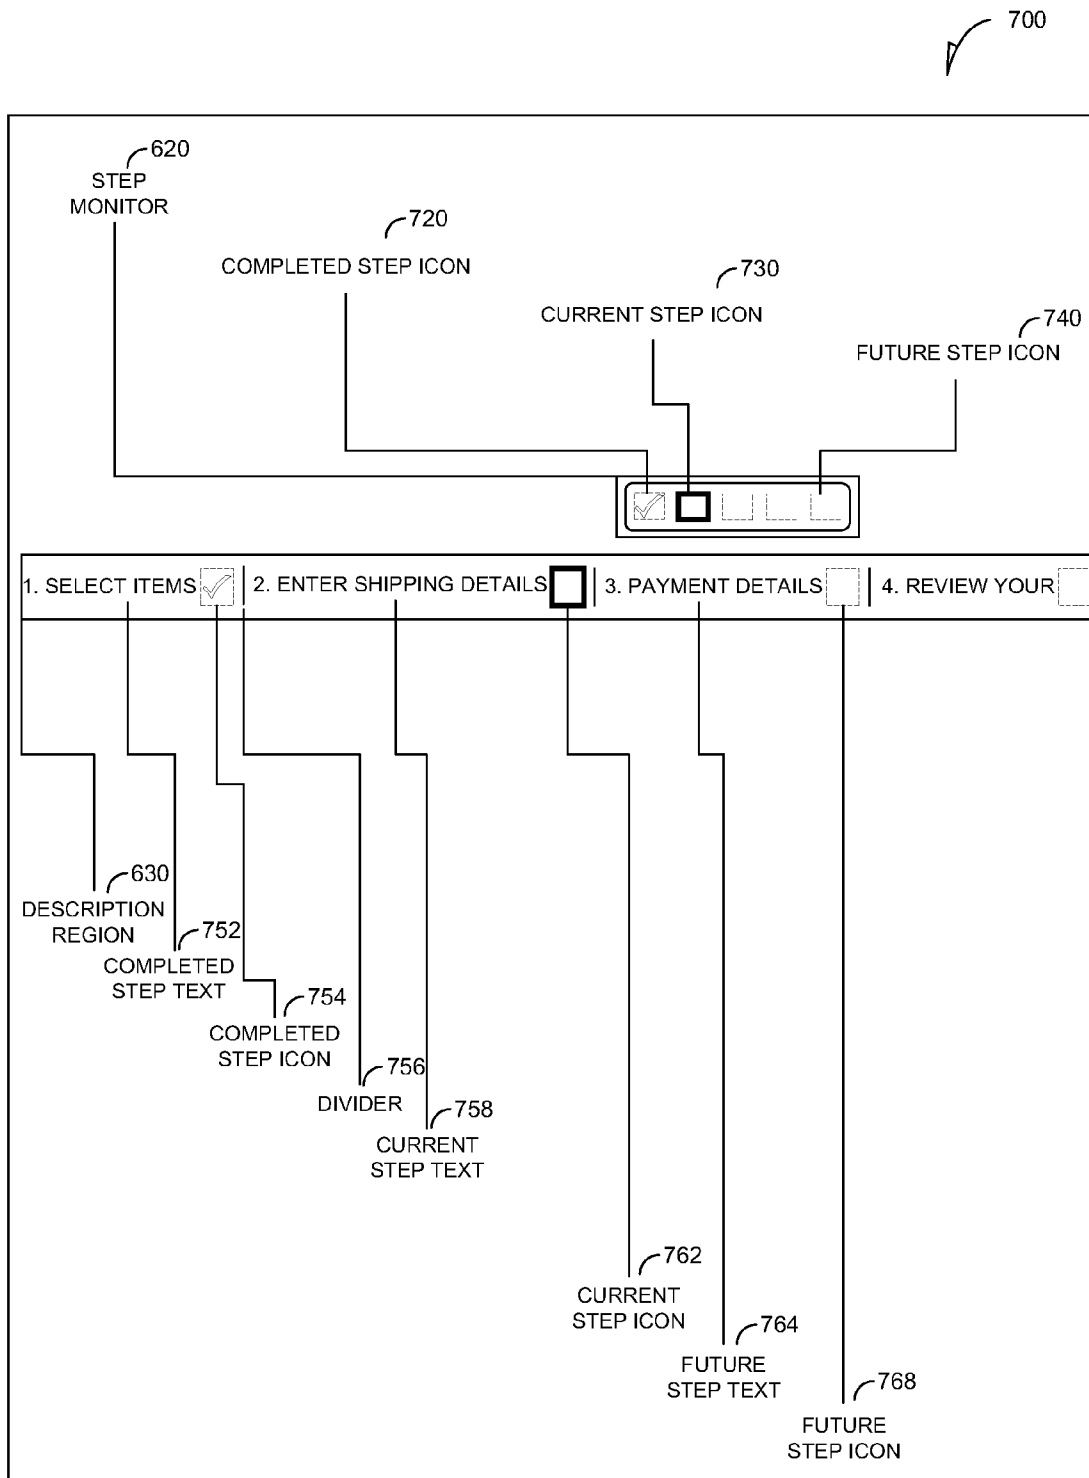 700
620
STEP
MONITOR
720
COMPLETED STEP ICON
730
CURRENT STEP ICON
740
FUTURE STEP ICON
1. SELECT ITEMS
2. ENTER SHIPPING DETAILS
3. PAYMENT DETAILS
4. REVIEW YOUR
630
DESCRIPTION
REGION
752
COMPLETED
STEP TEXT
754
COMPLETED
STEP ICON
756
DIVIDER
758
CURRENT
STEP TEXT
762
CURRENT
STEP ICON
764
FUTURE
STEP TEXT
768
FUTURE
STEP ICON